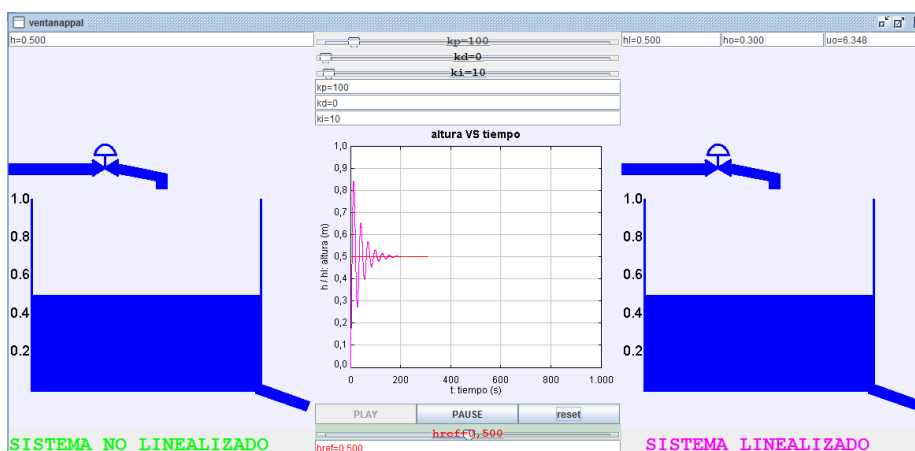 ventanappal
h=0.500
kp=100
kd=0
ki=10
kp=100
kd=0
ki=10
hl=0.500
ho=0.300
uo=6.348
altura VS tiempo
h / hl: altura (m)
1,0
0,9
0,8
0,7
0,6
0,5
0,4
0,3
0,2
0,1
0,0
0
200
400
600
800
1.000
t: tiempo (s)
1.0
0.8
0.6
0.4
0.2
1.0
0.8
0.6
0.4
0.2
PLAY
PAUSE
reset
href=0,500
href=0.500
SISTEMA NO LINEALIZADO
SISTEMA LINEALIZADO